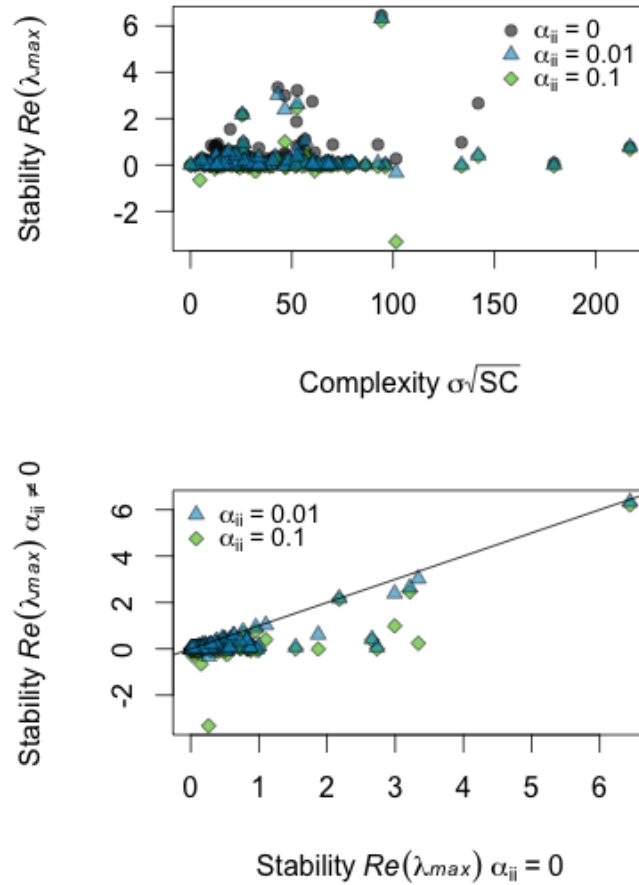 Stability Re(λmax)
6
4
2
0
-2
αii = 0
αii = 0.01
αii = 0.1
0 50 100 150 200
Complexity σ√SC
Stability Re(λmax) αii ≠ 0
6
4
2
0
-2
αii = 0.01
αii = 0.1
0 1 2 3 4 5 6
Stability Re(λmax) αii = 0